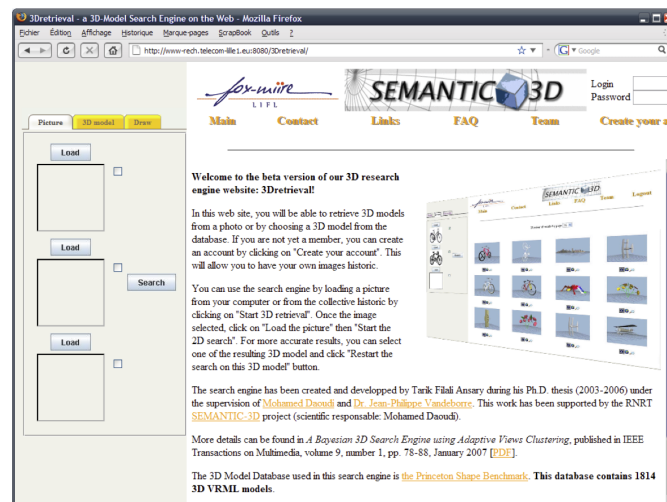 3Dretrieval - a 3D-Model Search Engine on the Web - Mozilla Firefox
Fichier Édition Affichage Historique Marque-pages ScrapBook Outils ?
http://www-rech.telecom-lille1.eu:8080/3Dretrieval/
Google
fox-miire
LIFL
SEMANTIC 3D
Login
Password
Main Contact Links FAQ Team Create your a
Picture 3D model Draw
Load
Load
Search
Load
Welcome to the beta version of our 3D research
engine website: 3Dretrieval!
In this web site, you will be able to retrieve 3D models
from a photo or by choosing a 3D model from the
database. If you are not yet a member, you can create
an account by clicking on "Create your account". This
will allow you to have your own images historic.
You can use the search engine by loading a picture
from your computer or from the collective historic by
clicking on "Start 3D retrieval". Once the image
selected, click on "Load the picture" then "Start the
2D search". For more accurate results, you can select
one of the resulting 3D model and click "Restart the
search on this 3D model" button.
SEMANTIC 3D
Main Contact Links FAQ Team Logout
The search engine has been created and developped by Tarik Filali Ansary during his Ph.D. thesis (2003-2006) under
the supervision of Mohamed Daoudi and Dr. Jean-Philippe Vandeborre. This work has been supported by the RNRT
SEMANTIC-3D project (scientific responsable: Mohamed Daoudi).
More details can be found in A Bayesian 3D Search Engine using Adaptive Views Clustering, published in IEEE
Transactions on Multimedia, volume 9, number 1, pp. 78-88, January 2007 [PDF].
The 3D Model Database used in this search engine is the Princeton Shape Benchmark. This database contains 1814
3D VRML models.